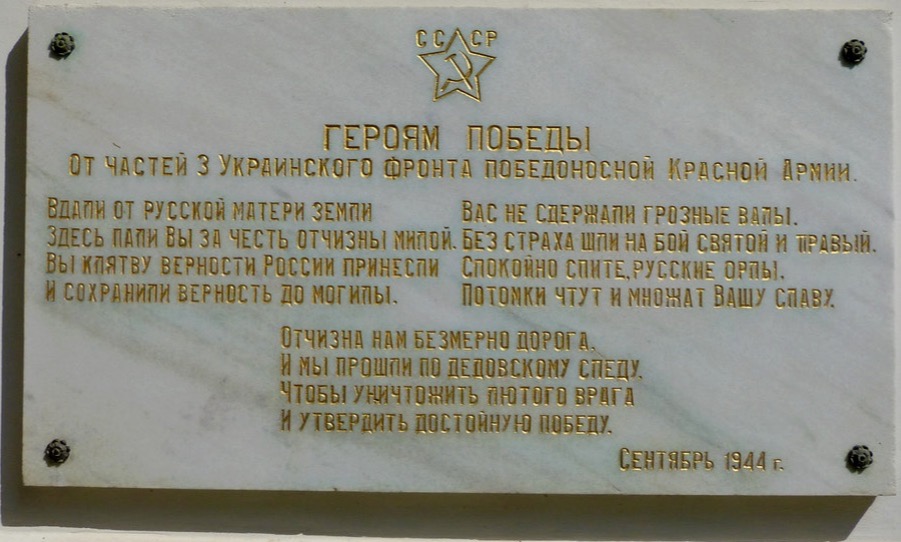 СССР
ГЕРОЯМ ПОБЕДЫ
ОТ ЧАСТЕЙ 3 УКРАИНСКОГО ФРОНТА ПОБЕДОНОСНОЙ КРАСНОЙ АРМИИ.
ВДАЛИ ОТ РУССКОЙ МАТЕРИ ЗЕМЛИ
ЗДЕСЬ ПАЛИ ВЫ ЗА ЧЕСТЬ ОТЧИЗНЫ МИЛОЙ.
ВЫ КЛЯТВУ ВЕРНОСТИ РОССИИ ПРИНЕСЛИ
И СОХРАНИЛИ ВЕРНОСТЬ ДО МОГИЛЫ.
ВАС НЕ СДЕРЖАЛИ ГРОЗНЫЕ ВАЛЫ.
БЕЗ СТРАХА ШЛИ НА БОЙ СВЯТОЙ И ПРАВЫЙ.
СПОКОЙНО СПИТЕ, РУССКИЕ ОРЛЫ.
ПОТОМКИ ЧТУТ И МНОЖАТ ВАШУ СЛАВУ.
ОТЧИЗНА НАМ БЕЗМЕРНО ДОРОГА,
И МЫ ПРОШЛИ ПО ДЕДОВСКОМУ СЛЕДУ,
ЧТОБЫ УНИЧТОЖИТЬ ЛЮТОГО ВРАГА
И УТВЕРДИТЬ ДОСТОЙНУЮ ПОБЕДУ.
СЕНТЯБРЬ 1944 г.